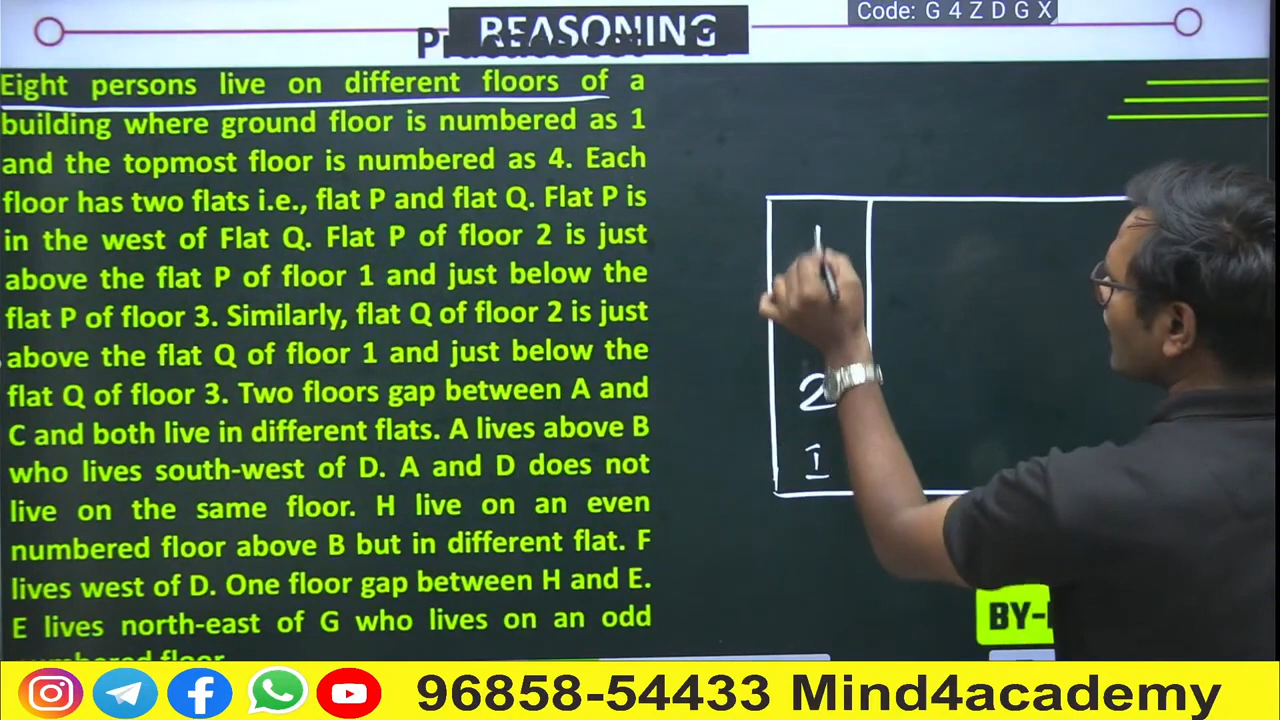 Code: G 4 Z D G X
REASONING
Eight persons live on different floors of a
building where ground floor is numbered as 1
and the topmost floor is numbered as 4. Each
floor has two flats i.e., flat P and flat Q. Flat P is
in the west of Flat Q. Flat P of floor 2 is just
above the flat P of floor 1 and just below the
flat P of floor 3. Similarly, flat Q of floor 2 is just
above the flat Q of floor 1 and just below the
flat Q of floor 3. Two floors gap between A and
C and both live in different flats. A lives above B
who lives south-west of D. A and D does not
live on the same floor. H live on an even
numbered floor above B but in different flat. F
lives west of D. One floor gap between H and E.
E lives north-east of G who lives on an odd
numbered floor.
2
1
BY-
96858-54433 Mind4academy